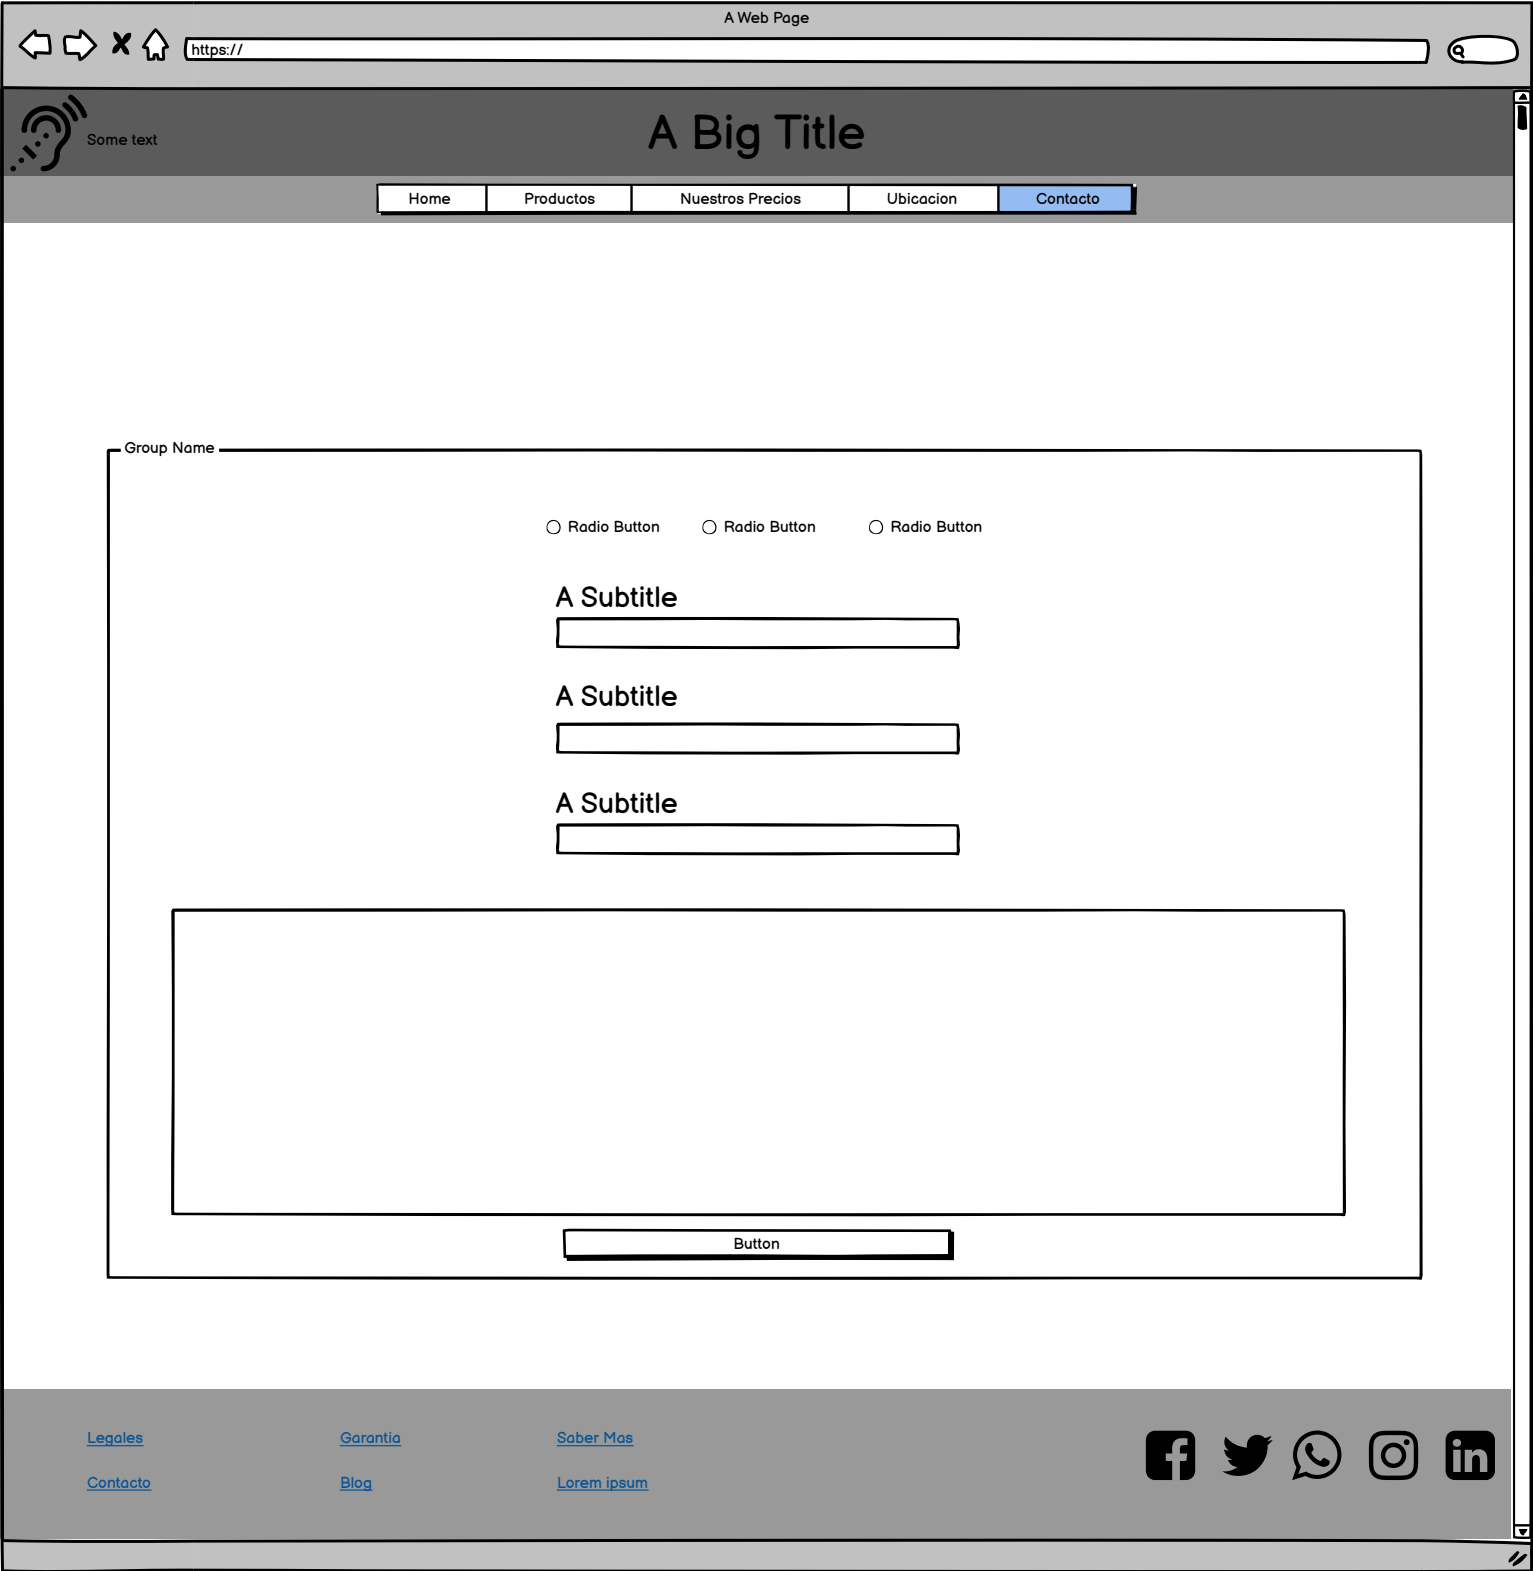 A Web Page
https://
Some text
A Big Title
Home Productos Nuestros Precios Ubicacion Contacto
Group Name
Radio Button Radio Button Radio Button
A Subtitle
A Subtitle
A Subtitle
Button
Legales Garantia Saber Mas
Contacto Blog Lorem ipsum